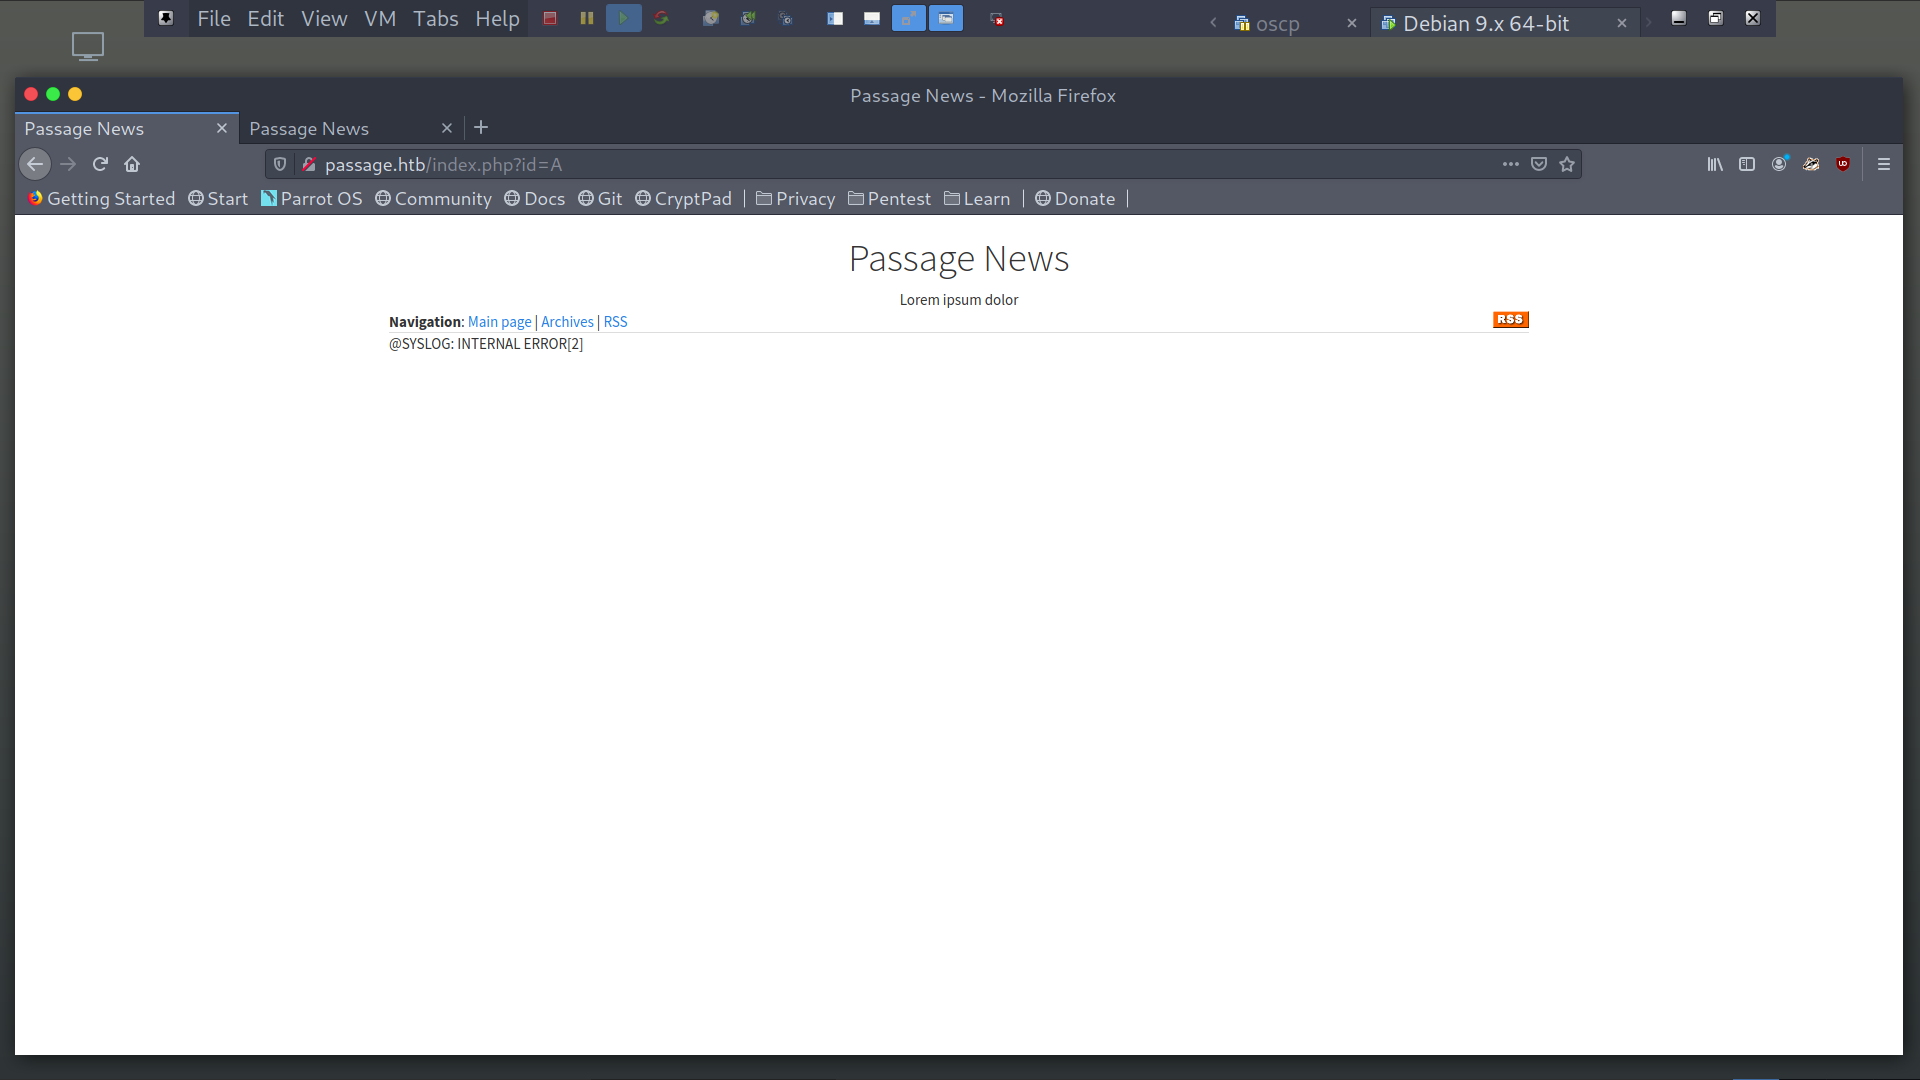 File Edit View VM Tabs Help
oscp
Debian 9.x 64-bit
Passage News - Mozilla Firefox
Passage News
Passage News
passage.htb/index.php?id=A
Getting Started Start Parrot OS Community Docs Git CryptPad Privacy Pentest Learn Donate
Passage News
Lorem ipsum dolor
Navigation: Main page | Archives | RSS
RSS
@SYSLOG: INTERNAL ERROR[2]